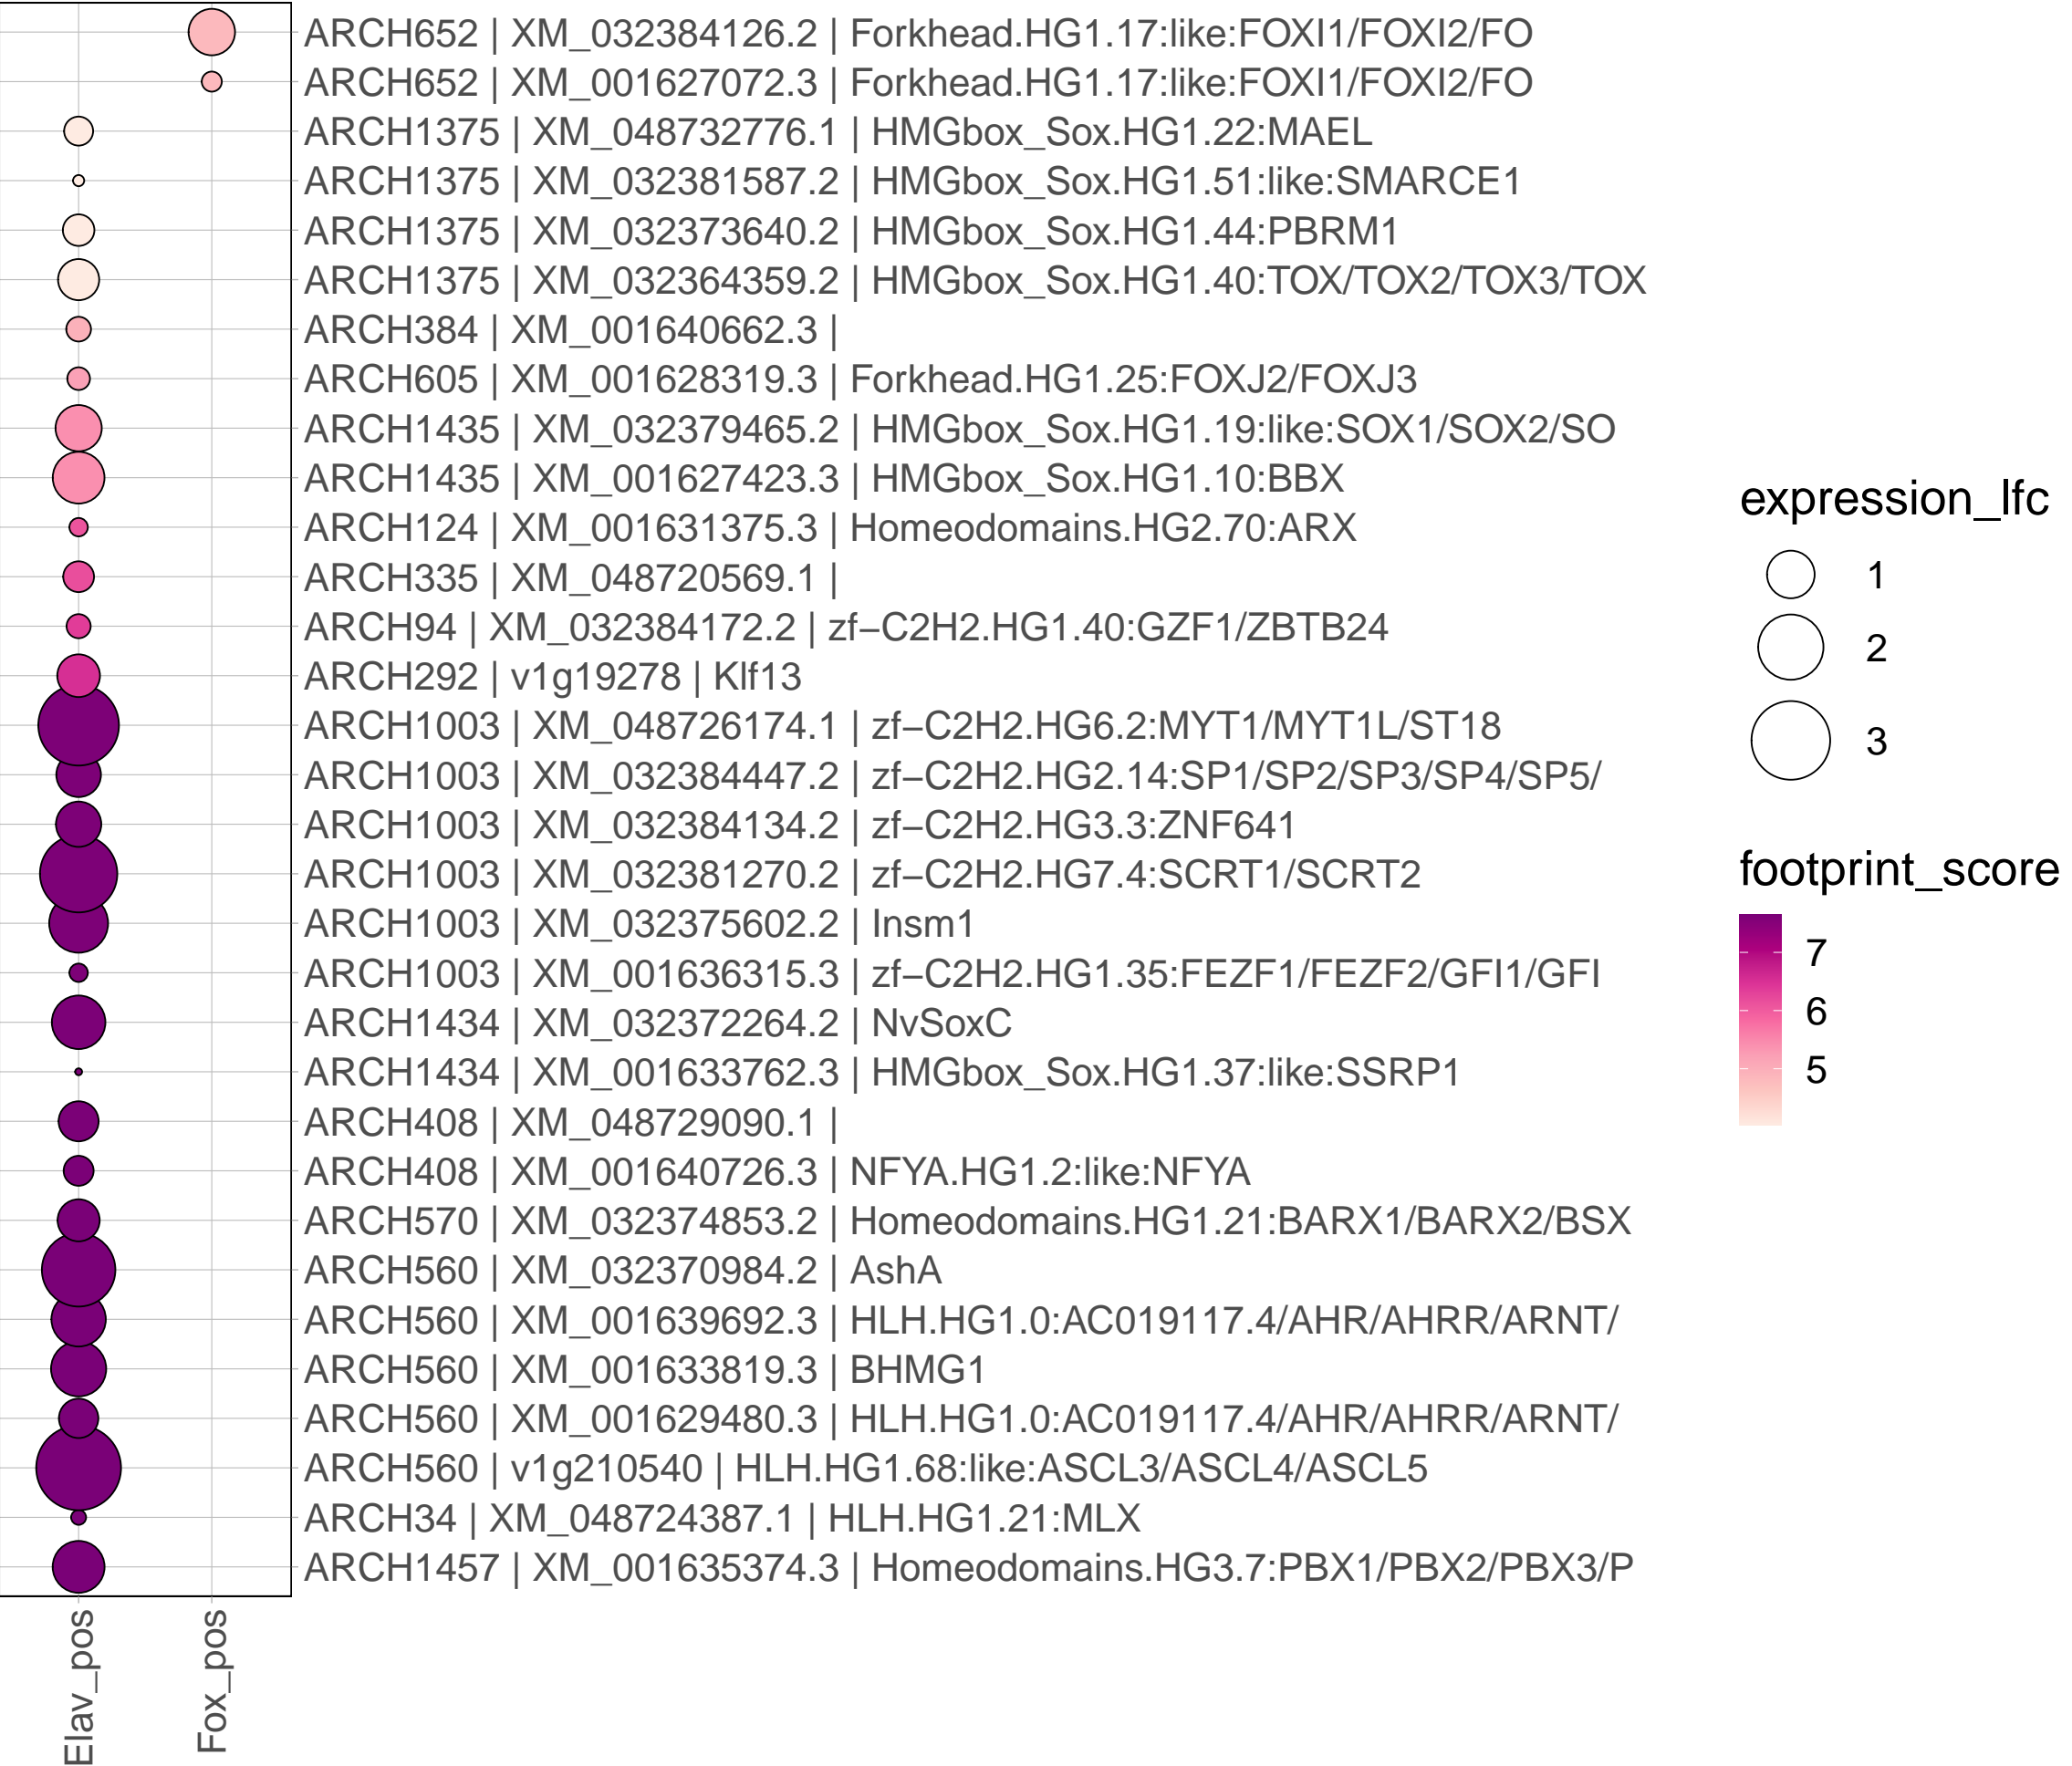 ARCH652 | XM_032384126.2 | Forkhead.HG1.17:like:FOXI1/FOXI2/FO
ARCH652 | XM_001627072.3 | Forkhead.HG1.17:like:FOXI1/FOXI2/FO
ARCH1375 | XM_048732776.1 | HMGbox_Sox.HG1.22:MAEL
ARCH1375 | XM_032381587.2 | HMGbox_Sox.HG1.51:like:SMARCE1
ARCH1375 | XM_032373640.2 | HMGbox_Sox.HG1.44:PBRM1
ARCH1375 | XM_032364359.2 | HMGbox_Sox.HG1.40:TOX/TOX2/TOX3/TOX
ARCH384 | XM_001640662.3 |
ARCH605 | XM_001628319.3 | Forkhead.HG1.25:FOXJ2/FOXJ3
ARCH1435 | XM_032379465.2 | HMGbox_Sox.HG1.19:like:SOX1/SOX2/SO
ARCH1435 | XM_001627423.3 | HMGbox_Sox.HG1.10:BBX
ARCH124 | XM_001631375.3 | Homeodomains.HG2.70:ARX
ARCH335 | XM_048720569.1 |
ARCH94 | XM_032384172.2 | zf−C2H2.HG1.40:GZF1/ZBTB24
ARCH292 | v1g19278 | Klf13
ARCH1003 | XM_048726174.1 | zf−C2H2.HG6.2:MYT1/MYT1L/ST18
ARCH1003 | XM_032384447.2 | zf−C2H2.HG2.14:SP1/SP2/SP3/SP4/SP5/
ARCH1003 | XM_032384134.2 | zf−C2H2.HG3.3:ZNF641
ARCH1003 | XM_032381270.2 | zf−C2H2.HG7.4:SCRT1/SCRT2
ARCH1003 | XM_032375602.2 | Insm1
ARCH1003 | XM_001636315.3 | zf−C2H2.HG1.35:FEZF1/FEZF2/GFI1/GFI
ARCH1434 | XM_032372264.2 | NvSoxC
ARCH1434 | XM_001633762.3 | HMGbox_Sox.HG1.37:like:SSRP1
ARCH408 | XM_048729090.1 |
ARCH408 | XM_001640726.3 | NFYA.HG1.2:like:NFYA
ARCH570 | XM_032374853.2 | Homeodomains.HG1.21:BARX1/BARX2/BSX
ARCH560 | XM_032370984.2 | AshA
ARCH560 | XM_001639692.3 | HLH.HG1.0:AC019117.4/AHR/AHRR/ARNT/
ARCH560 | XM_001633819.3 | BHMG1
ARCH560 | XM_001629480.3 | HLH.HG1.0:AC019117.4/AHR/AHRR/ARNT/
ARCH560 | v1g210540 | HLH.HG1.68:like:ASCL3/ASCL4/ASCL5
ARCH34 | XM_048724387.1 | HLH.HG1.21:MLX
ARCH1457 | XM_001635374.3 | Homeodomains.HG3.7:PBX1/PBX2/PBX3/P
Elav_pos
Fox_pos
expression_lfc
1
2
3
footprint_score
7
6
5